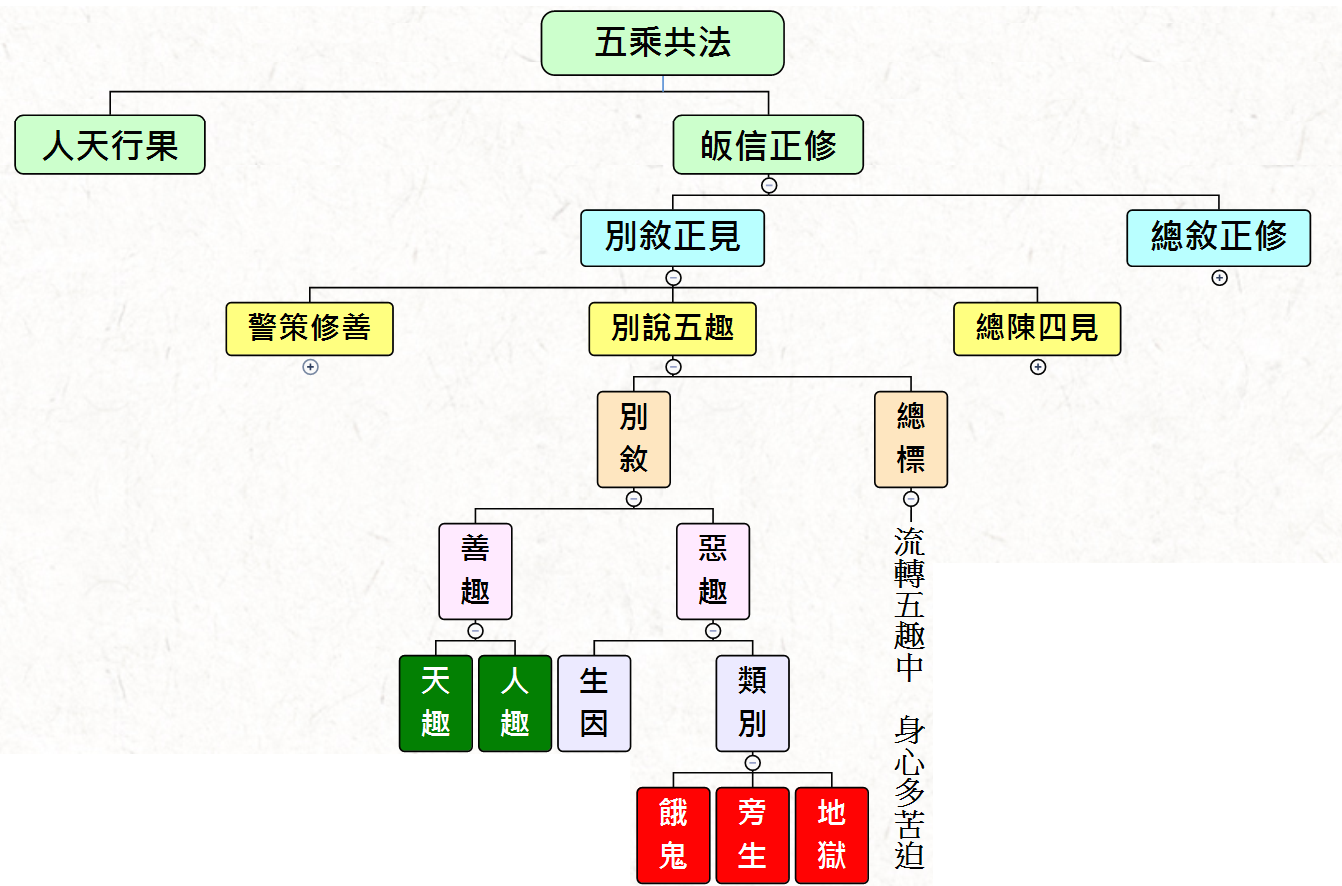 五乘共法
人天行果
皈信正修
別敘正見
總敘正修
警策修善
別說五趣
總陳四見
別敘
總標
善趣
惡趣
流轉五趣中　身心多苦迫
天趣
人趣
生因
類別
餓鬼
旁生
地獄